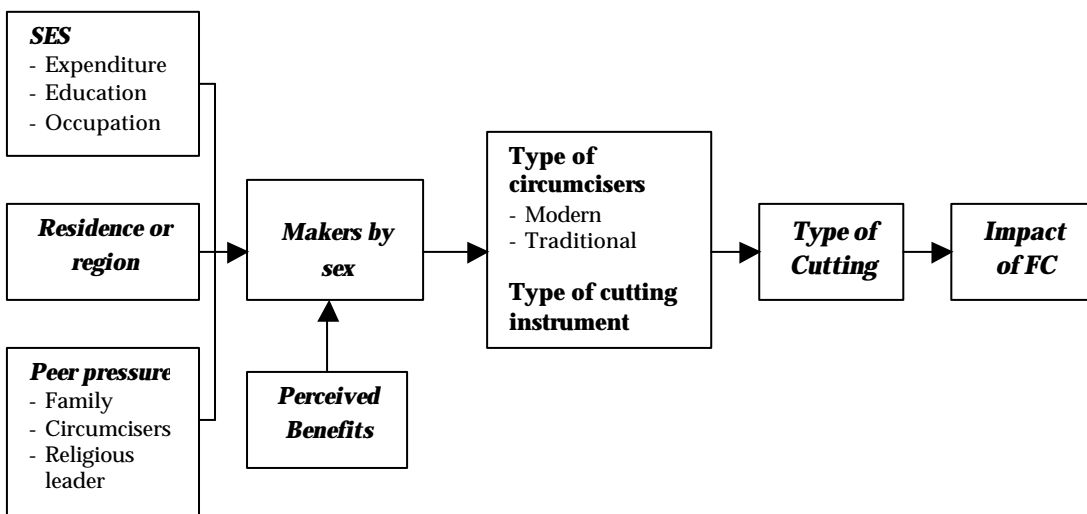 SES
- Expenditure
- Education
- Occupation
Residence or
region
Peer pressure
- Family
- Circumcisers
- Religious
leader
Makers by
sex
Perceived
Benefits
Type of
circumcisers
- Modern
- Traditional
Type of cutting
instrument
Type of
Cutting
Impact
of FC